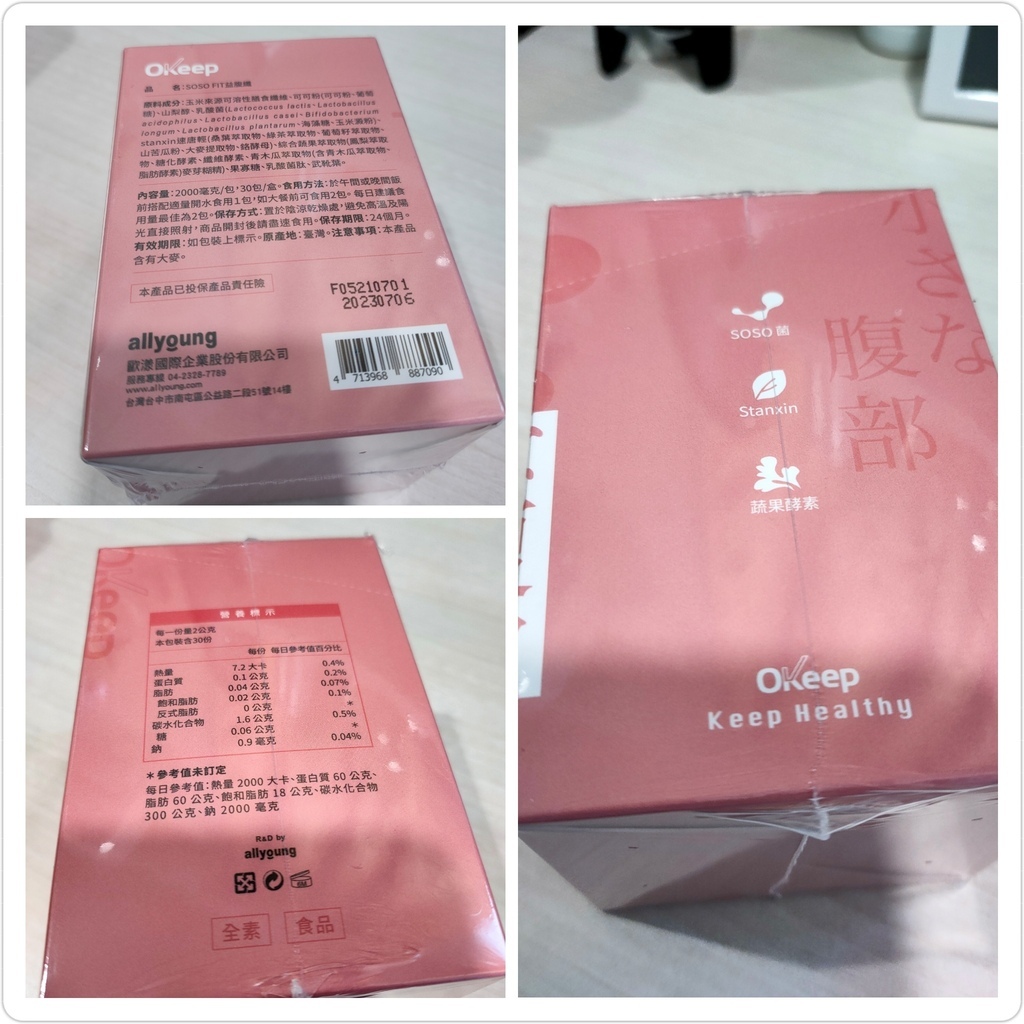 OKeep
品　名：SOSO FIT益腹纖
原料成分：玉米來源可溶性膳食纖維、可可粉(可可粉、葡萄
糖)、山梨醇、乳酸菌(Lactococcus lactis、Lactobacillus
acidophilus、Lactobacillus casei、Bifidobacterium
longum、Lactobacillus plantarum、海藻糖、玉米澱粉)、
stanxin速唐輕(桑葉萃取物、綠茶萃取物、葡萄籽萃取物、
山苦瓜粉、大麥提取物、鉻酵母)、綜合蔬果萃取物(鳳梨萃取
物、糖化酵素、纖維酵素、青木瓜萃取物(含青木瓜萃取物、
脂肪酵素)麥芽糊精)、果寡糖、乳酸菌肽、武靴葉。
內容量：2000毫克/包，30包/盒。食用方法：於午間或晚間飯
前搭配適量開水食用1包，如大餐前可食用2包。每日建議食
用量最佳為2包。保存方式：置於陰涼乾燥處，避免高溫及陽
光直接照射，商品開封後請盡速食用。保存期限：24個月。
有效期限：如包裝上標示。原產地：臺灣。注意事項：本產品
含有大麥。
本產品已投保產品責任險
F05210701
20230706
allyoung
歐漾國際企業股份有限公司
服務專線 04-2328-7789
www.allyoung.com
台灣台中市南屯區公益路二段51號14樓
4 713968 887090
OKeep
營養標示
每一份量2公克
本包裝含30份
每份 每日參考值百分比
熱量 7.2 大卡 0.4%
蛋白質 0.1 公克 0.2%
脂肪 0.04 公克 0.07%
飽和脂肪 0.02 公克 0.1%
反式脂肪 0 公克 *
碳水化合物 1.6 公克 0.5%
糖 0.06 公克 *
鈉 0.9 毫克 0.04%
＊參考值未訂定
每日參考值：熱量 2000 大卡、蛋白質 60 公克、
脂肪 60 公克、飽和脂肪 18 公克、碳水化合物
300 公克、鈉 2000 毫克
R&D by
allyoung
6M
全素 食品
小さな
腹部
SOSO 菌
Stanxin
蔬果酵素
OKeep
Keep Healthy